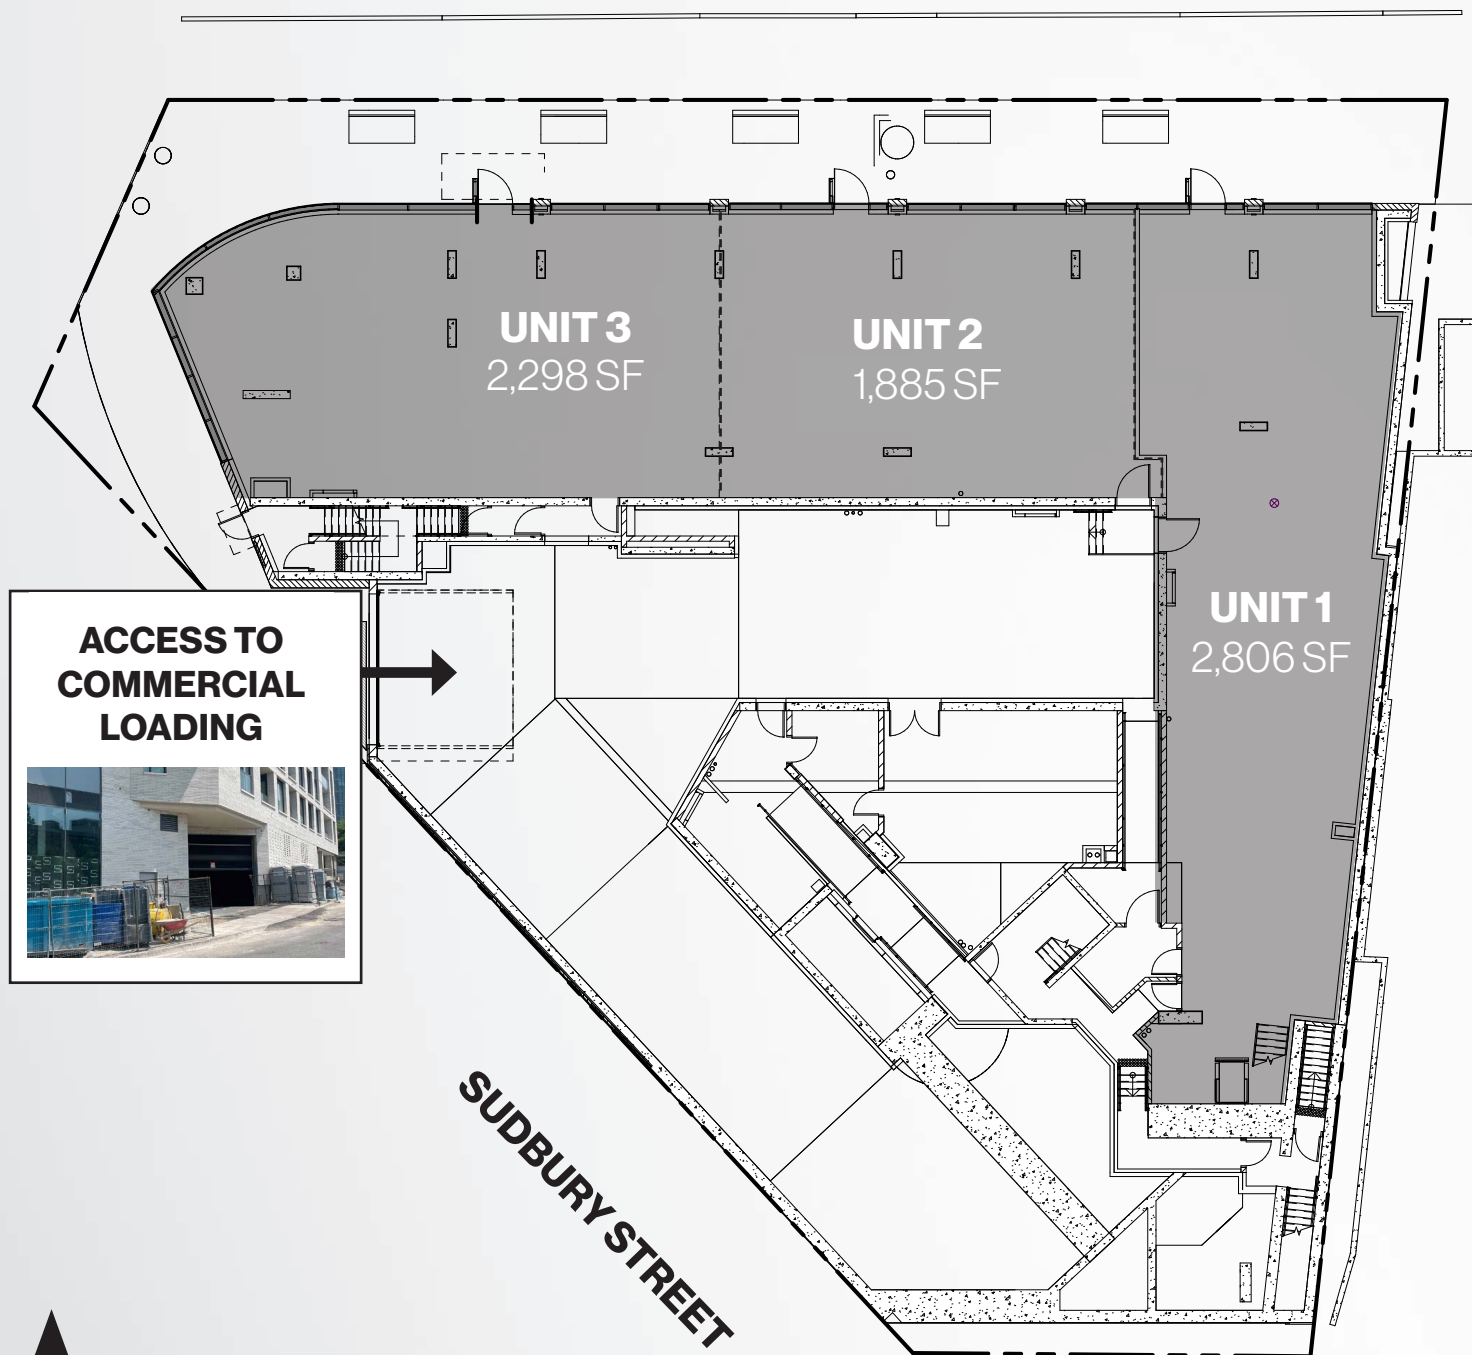 UNIT 3
2,298 SF
UNIT 2
1,885 SF
UNIT 1
2,806 SF
ACCESS TO
COMMERCIAL
LOADING
SUDBURY STREET